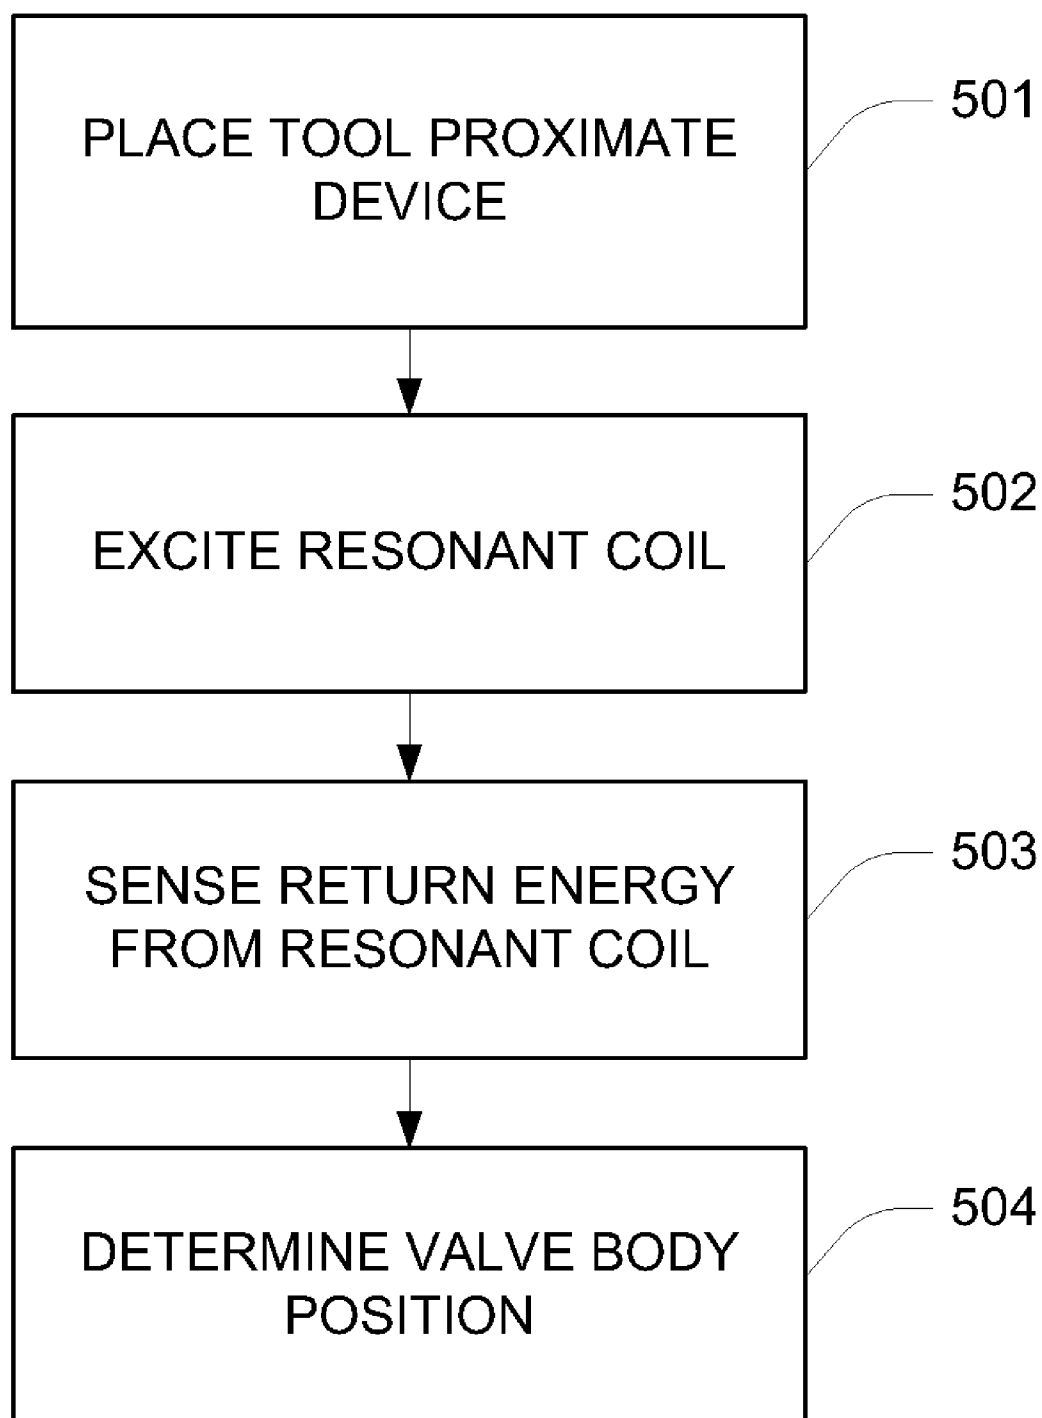 PLACE TOOL PROXIMATE
DEVICE
501
EXCITE RESONANT COIL
502
SENSE RETURN ENERGY
FROM RESONANT COIL
503
DETERMINE VALVE BODY
POSITION
504